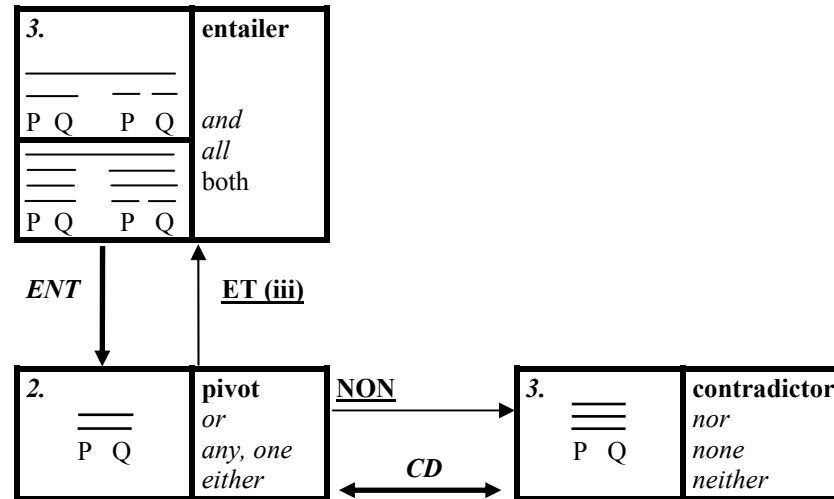 3. entailer
P Q P Q and
all
both
P Q P Q
ENT ET (iii)
2. pivot NON 3. contradictor
or nor
P Q any, one P Q none
either CD neither